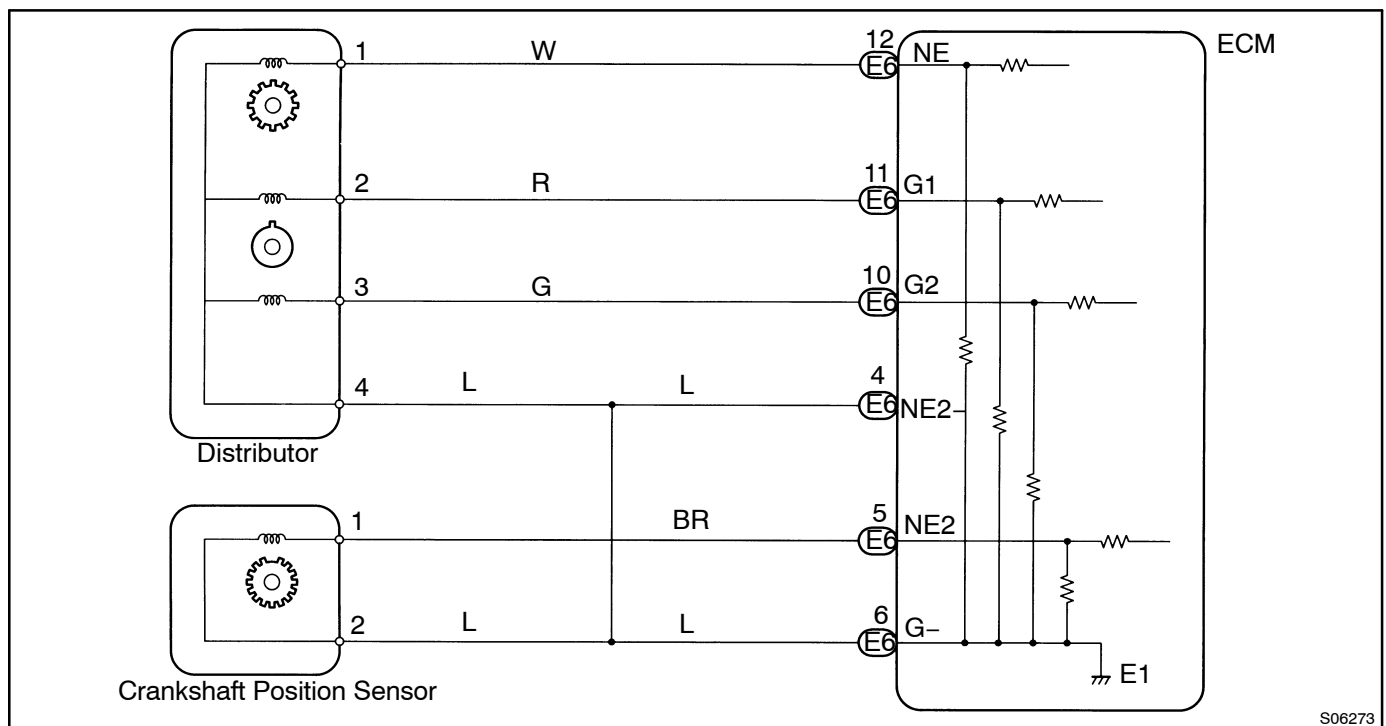 12
ECM
1 W E6 NE
11
2 R E6 G1
10
3 G E6 G2
4
4 L L E6 NE2-
Distributor
5
1 BR E6 NE2
6
2 L L E6 G-
E1
Crankshaft Position Sensor
S06273